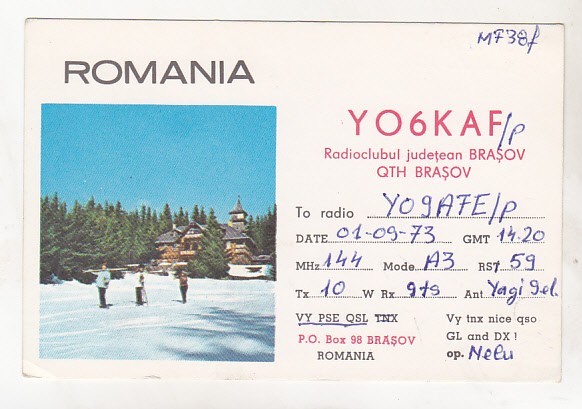 MF38f
ROMANIA
YO6KAF/p
Radioclubul județean BRAȘOV
QTH BRAȘOV
To radio YO9AFE/p
DATE 01-09-73 GMT 14.20
MHz 144 Mode A3 RST 59
Tx 10 W Rx 9ts Ant Yagi 9el.
VY PSE QSL TNX Vy tnx nice qso
P.O. Box 98 BRAȘOV GL and DX !
ROMANIA op. Nelu